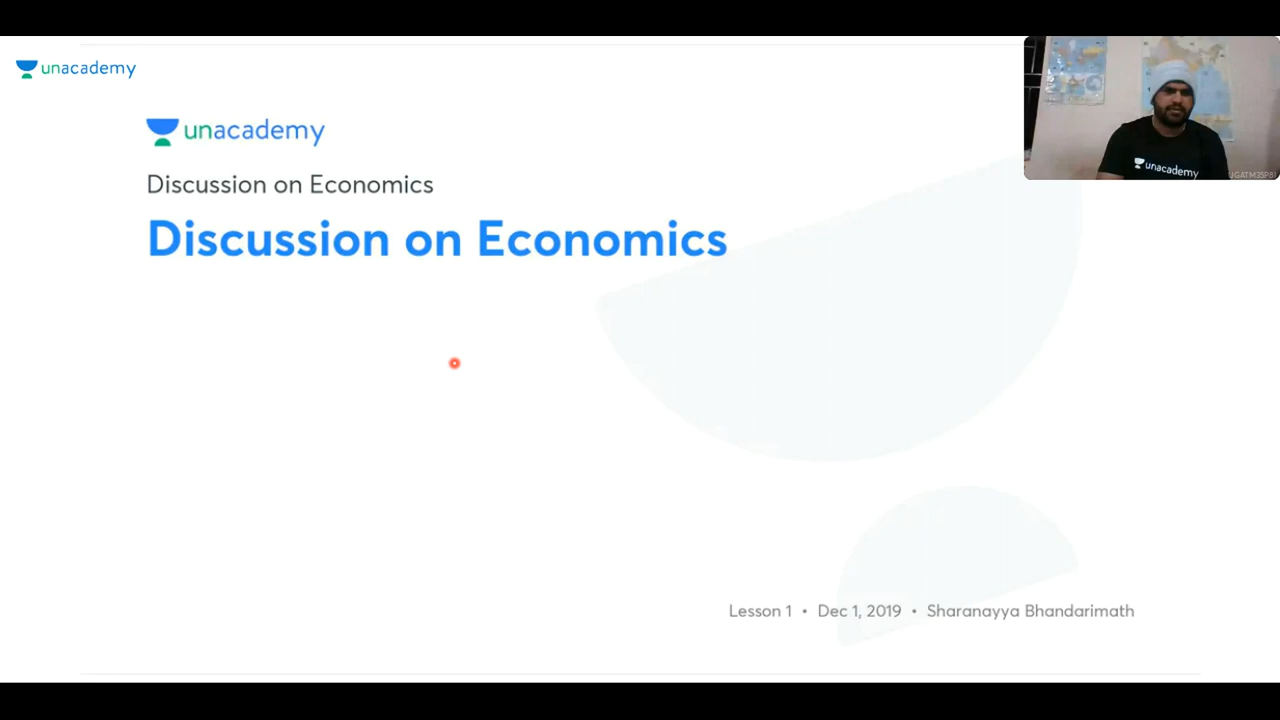 unacademy
unacademy
Discussion on Economics
Discussion on Economics
unacademy
Lesson 1 • Dec 1, 2019 • Sharanayya Bhandarimath